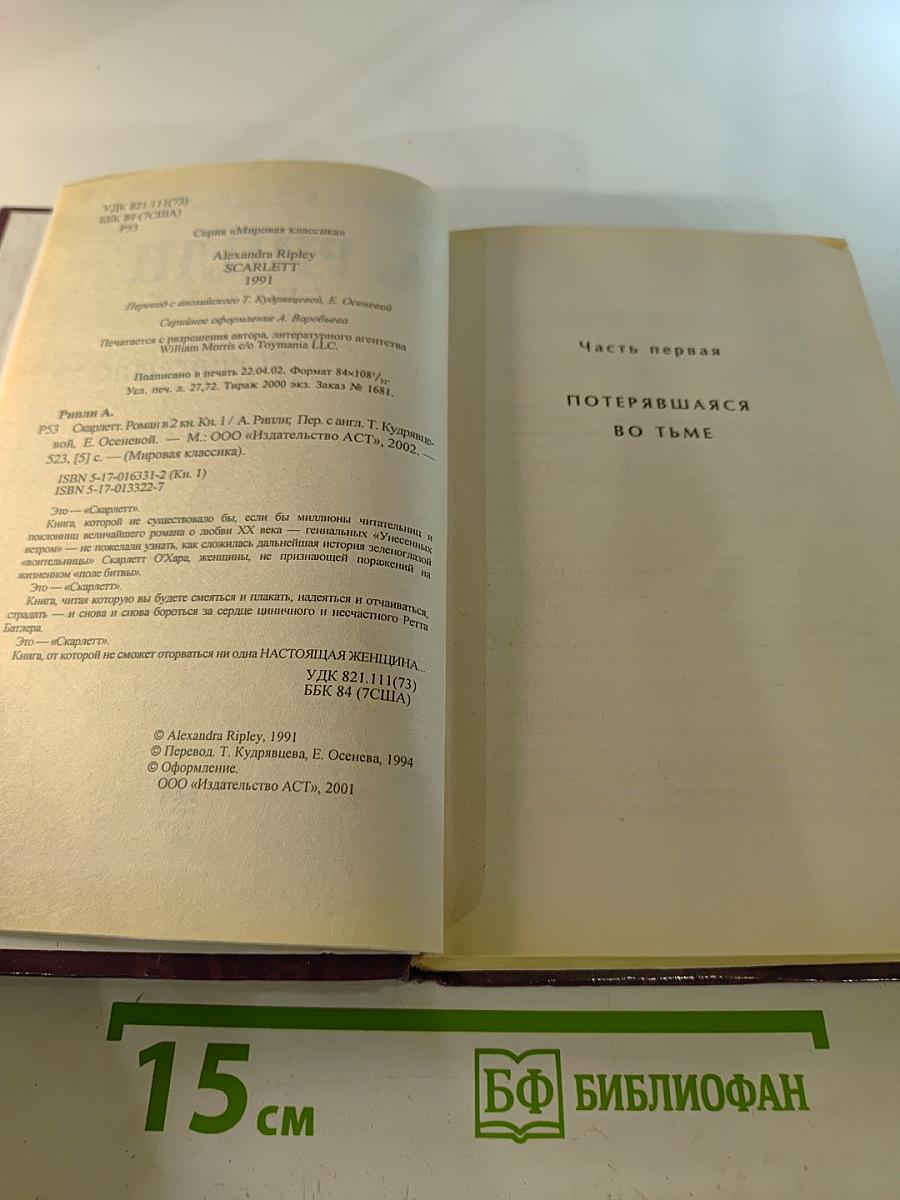 УДК 821.111(73)
ББК 84 (7США)
Р53
Серия «Мировая классика»
Alexandra Ripley
SCARLETT
1991
Перевод с английского Т. Кудрявцевой, Е. Осеневой
Серийное оформление А. Воробьева
Печатается с разрешения автора, литературного агентства
William Morris c/o Toymania LLC.
Подписано в печать 22.04.02. Формат 84×108¹/₃₂.
Усл. печ. л. 27,72. Тираж 2000 экз. Заказ № 1681.
Рипли А.
Р53 Скарлетт. Роман в 2 кн. Кн. 1 / А. Рипли; Пер. с англ. Т. Кудрявце-
вой, Е. Осеневой. — М.: ООО «Издательство АСТ», 2002. —
523, [5] с. — (Мировая классика).
ISBN 5-17-016331-2 (Кн. 1)
ISBN 5-17-013322-7
Это — «Скарлетт».
Книга, которой не существовало бы, если бы миллионы читательниц и
поклонниц величайшего романа о любви XX века — гениальных «Унесенных
ветром» — не пожелали узнать, как сложилась дальнейшая история зеленоглазой
«воительницы» Скарлетт О'Хара, женщины, не признающей поражений на
жизненном «поле битвы».
Это — «Скарлетт».
Книга, читая которую вы будете смеяться и плакать, надеяться и отчаиваться,
страдать — и снова и снова бороться за сердце циничного и несчастного Ретта
Батлера.
Это — «Скарлетт».
Книга, от которой не сможет оторваться ни одна НАСТОЯЩАЯ ЖЕНЩИНА...
УДК 821.111(73)
ББК 84 (7США)
© Alexandra Ripley, 1991
© Перевод. Т. Кудрявцева, Е. Осенева, 1994
© Оформление.
ООО «Издательство АСТ», 2001
Часть первая
ПОТЕРЯВШАЯСЯ
ВО ТЬМЕ
15 см
БФ БИБЛИОФАН